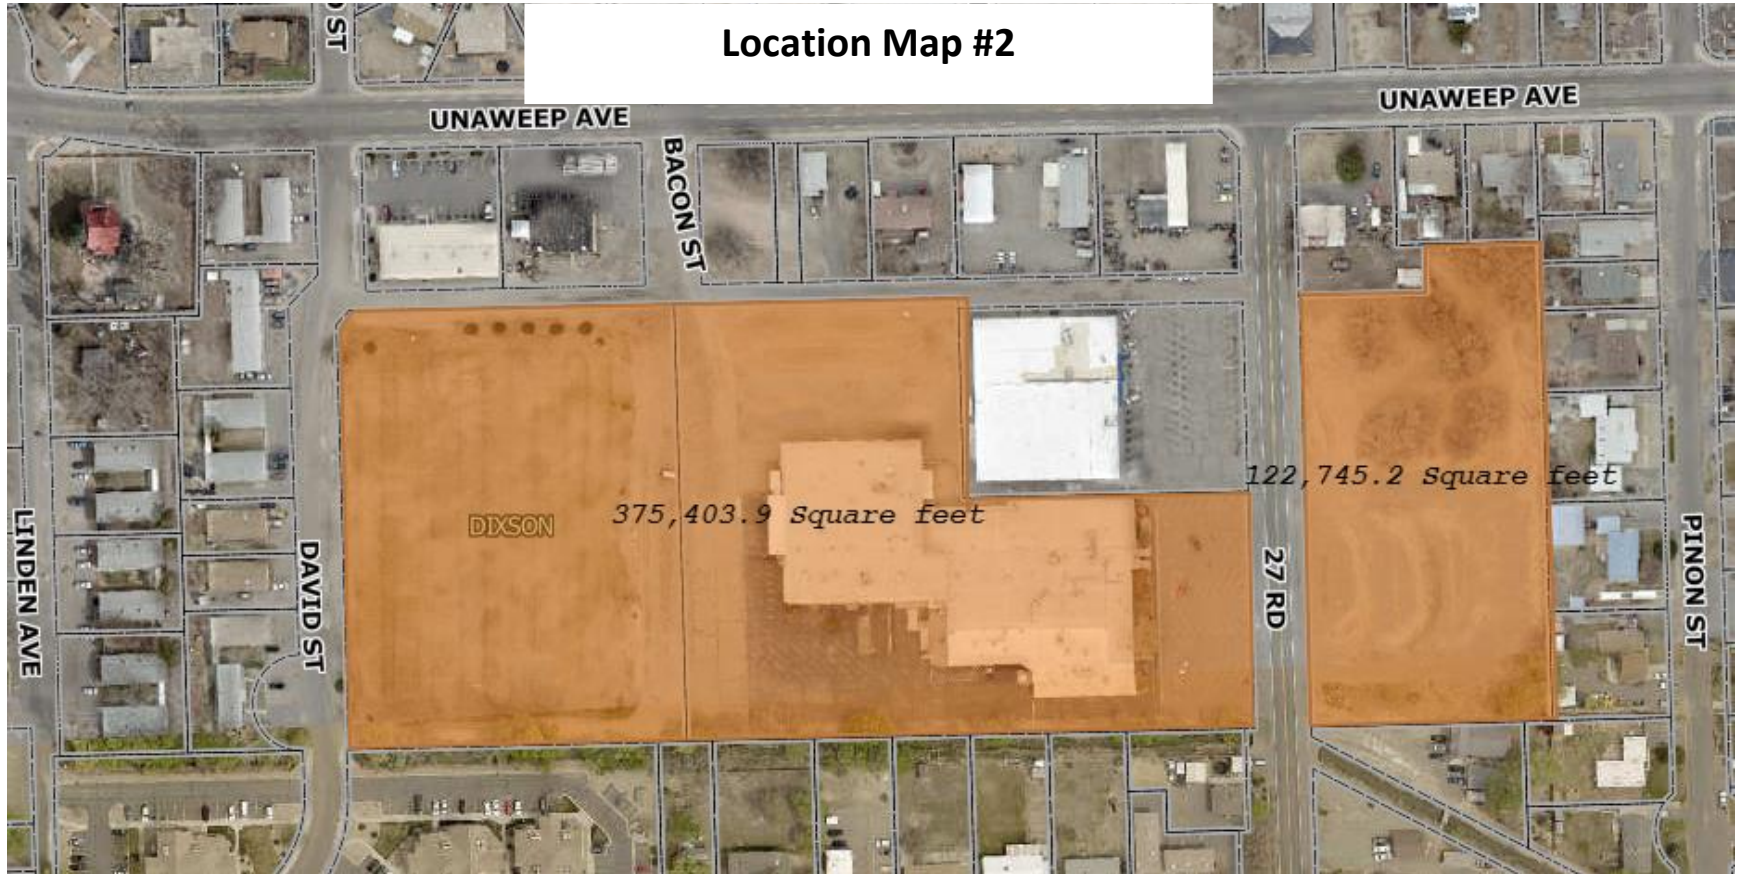 D ST
Location Map #2
UNAWEEP AVE
UNAWEEP AVE
BACON ST
122,745.2 Square feet
375,403.9 Square feet
DIXSON
LINDEN AVE
DAVID ST
27 RD
PINON ST